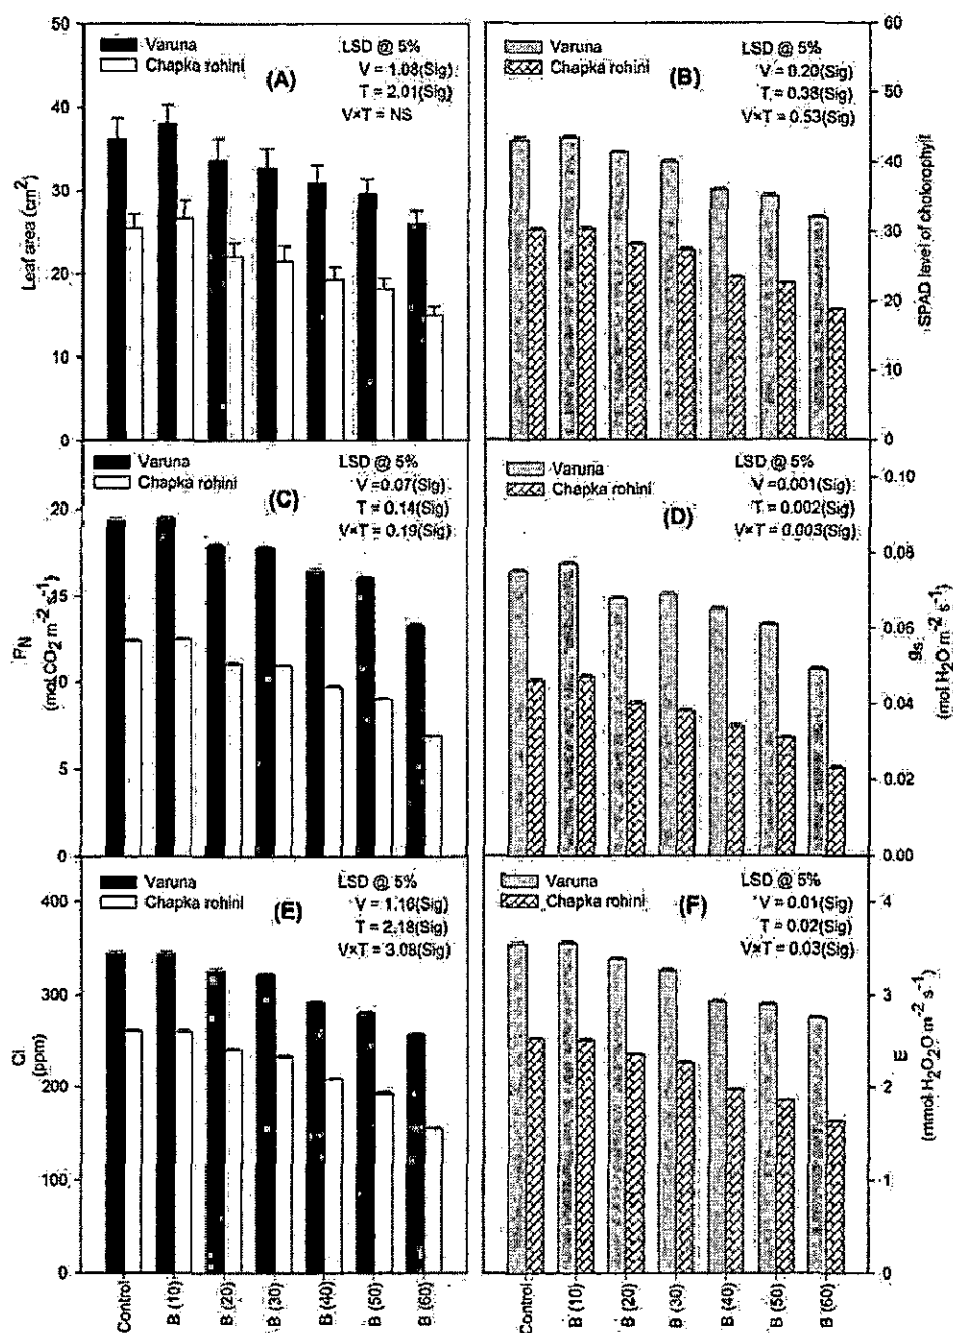 50
40
30
20
10
0
Leaf area (cm2)
Varuna
Chapka rohini
(A)
LSD @ 5%
V = 1.08(Sig)
T = 2.01(Sig)
V×T = NS
Varuna
Chapka rohini
(B)
LSD @ 5%
V = 0.20(Sig)
T = 0.38(Sig)
V×T = 0.53(Sig)
60
50
40
30
20
10
0
SPAD level of cholorophyll
20
15
10
5
0
PN
(mol CO2 m-2 s-1)
Varuna
Chapka rohini
(C)
LSD @ 5%
V =0.07(Sig)
T = 0.14(Sig)
V×T = 0.19(Sig)
Varuna
Chapka rohini
(D)
LSD @ 5%
V =0.001(Sig)
T = 0.002(Sig)
V×T = 0.003(Sig)
0.10
0.08
0.06
0.04
0.02
0.00
gs
(mol H2O m-2 s-1)
400
300
200
100
0
CI
(ppm)
Varuna
Chapka rohini
(E)
LSD @ 5%
V = 1.16(Sig)
T = 2.18(Sig)
V×T = 3.08(Sig)
Varuna
Chapka rohini
(F)
LSD @ 5%
V = 0.01(Sig)
T = 0.02(Sig)
V×T = 0.03(Sig)
4
3
2
1
0
E
(mmol H2O2O m-2 s-1)
Control
B (10)
B (20)
B (30)
B (40)
B (50)
B (60)
Control
B (10)
B (20)
B (30)
B (40)
B (50)
B (60)